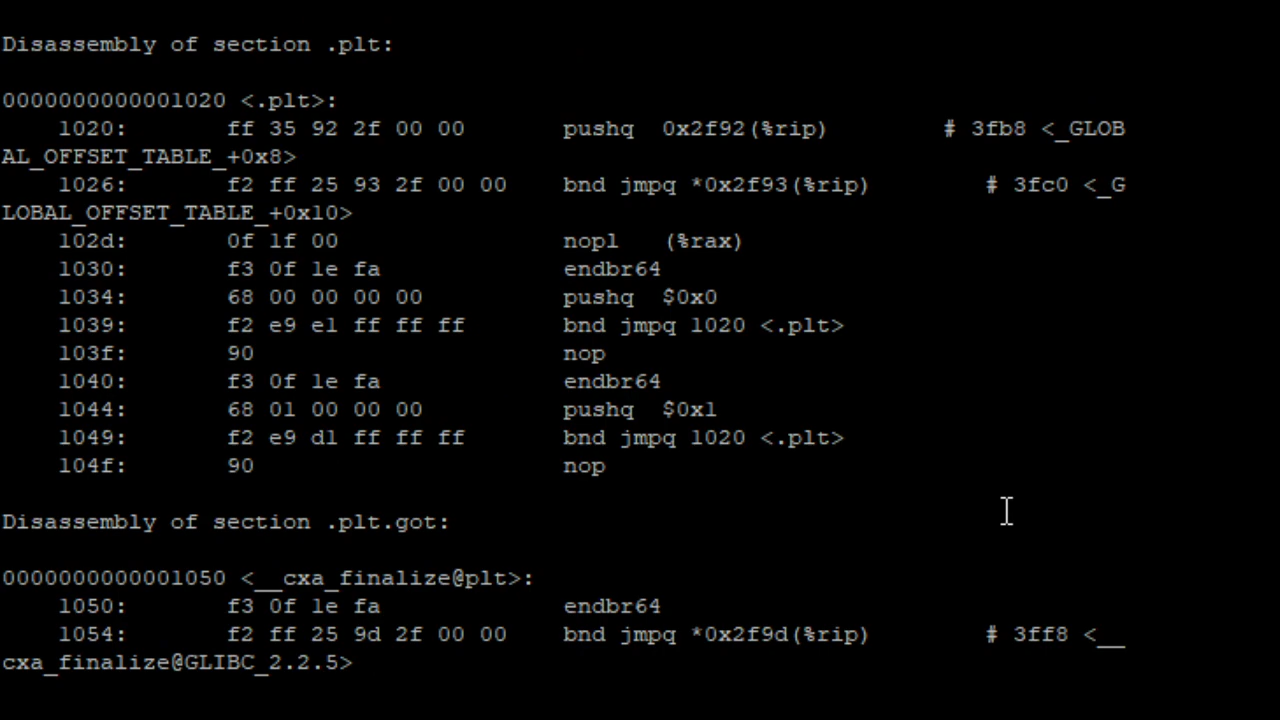 Disassembly of section .plt:
0000000000001020 <.plt>:
1020: ff 35 92 2f 00 00 pushq 0x2f92(%rip) # 3fb8 <_GLOB
AL_OFFSET_TABLE_+0x8>
1026: f2 ff 25 93 2f 00 00 bnd jmpq *0x2f93(%rip) # 3fc0 <_G
LOBAL_OFFSET_TABLE_+0x10>
102d: 0f 1f 00 nopl (%rax)
1030: f3 0f 1e fa endbr64
1034: 68 00 00 00 00 pushq $0x0
1039: f2 e9 e1 ff ff ff bnd jmpq 1020 <.plt>
103f: 90 nop
1040: f3 0f 1e fa endbr64
1044: 68 01 00 00 00 pushq $0x1
1049: f2 e9 d1 ff ff ff bnd jmpq 1020 <.plt>
104f: 90 nop
Disassembly of section .plt.got:
0000000000001050 <__cxa_finalize@plt>:
1050: f3 0f 1e fa endbr64
1054: f2 ff 25 9d 2f 00 00 bnd jmpq *0x2f9d(%rip) # 3ff8 <__
cxa_finalize@GLIBC_2.2.5>